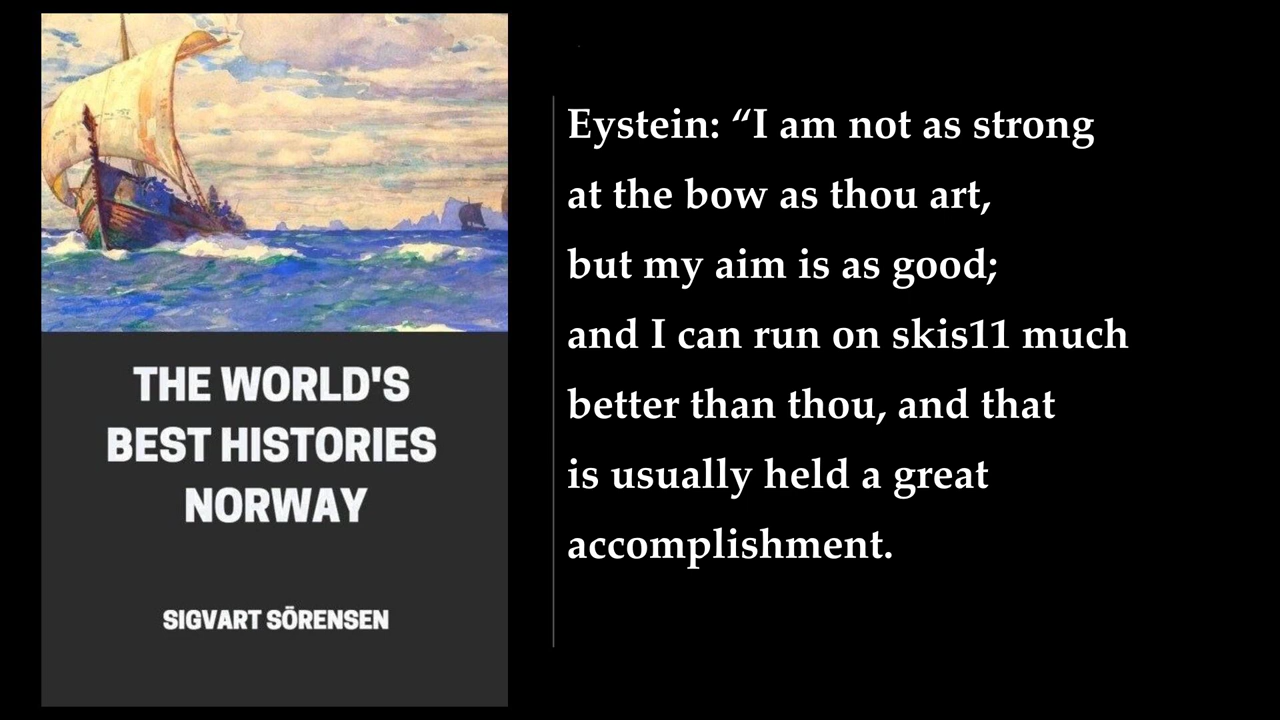 THE WORLD'S
BEST HISTORIES
NORWAY
SIGVART SÖRENSEN
Eystein: “I am not as strong
at the bow as thou art,
but my aim is as good;
and I can run on skis11 much
better than thou, and that
is usually held a great
accomplishment.